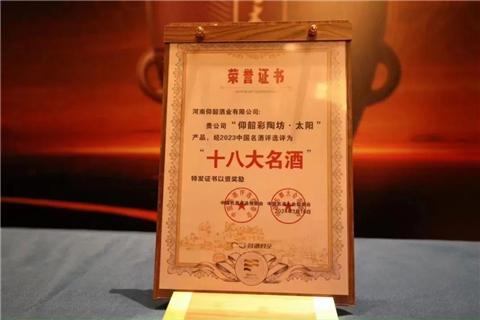 荣誉证书
河南仰韶酒业有限公司:
贵公司“仰韶彩陶坊·太阳”
产品，经2023中国名酒评选评为
“十八大名酒”
特发证书以资奖励